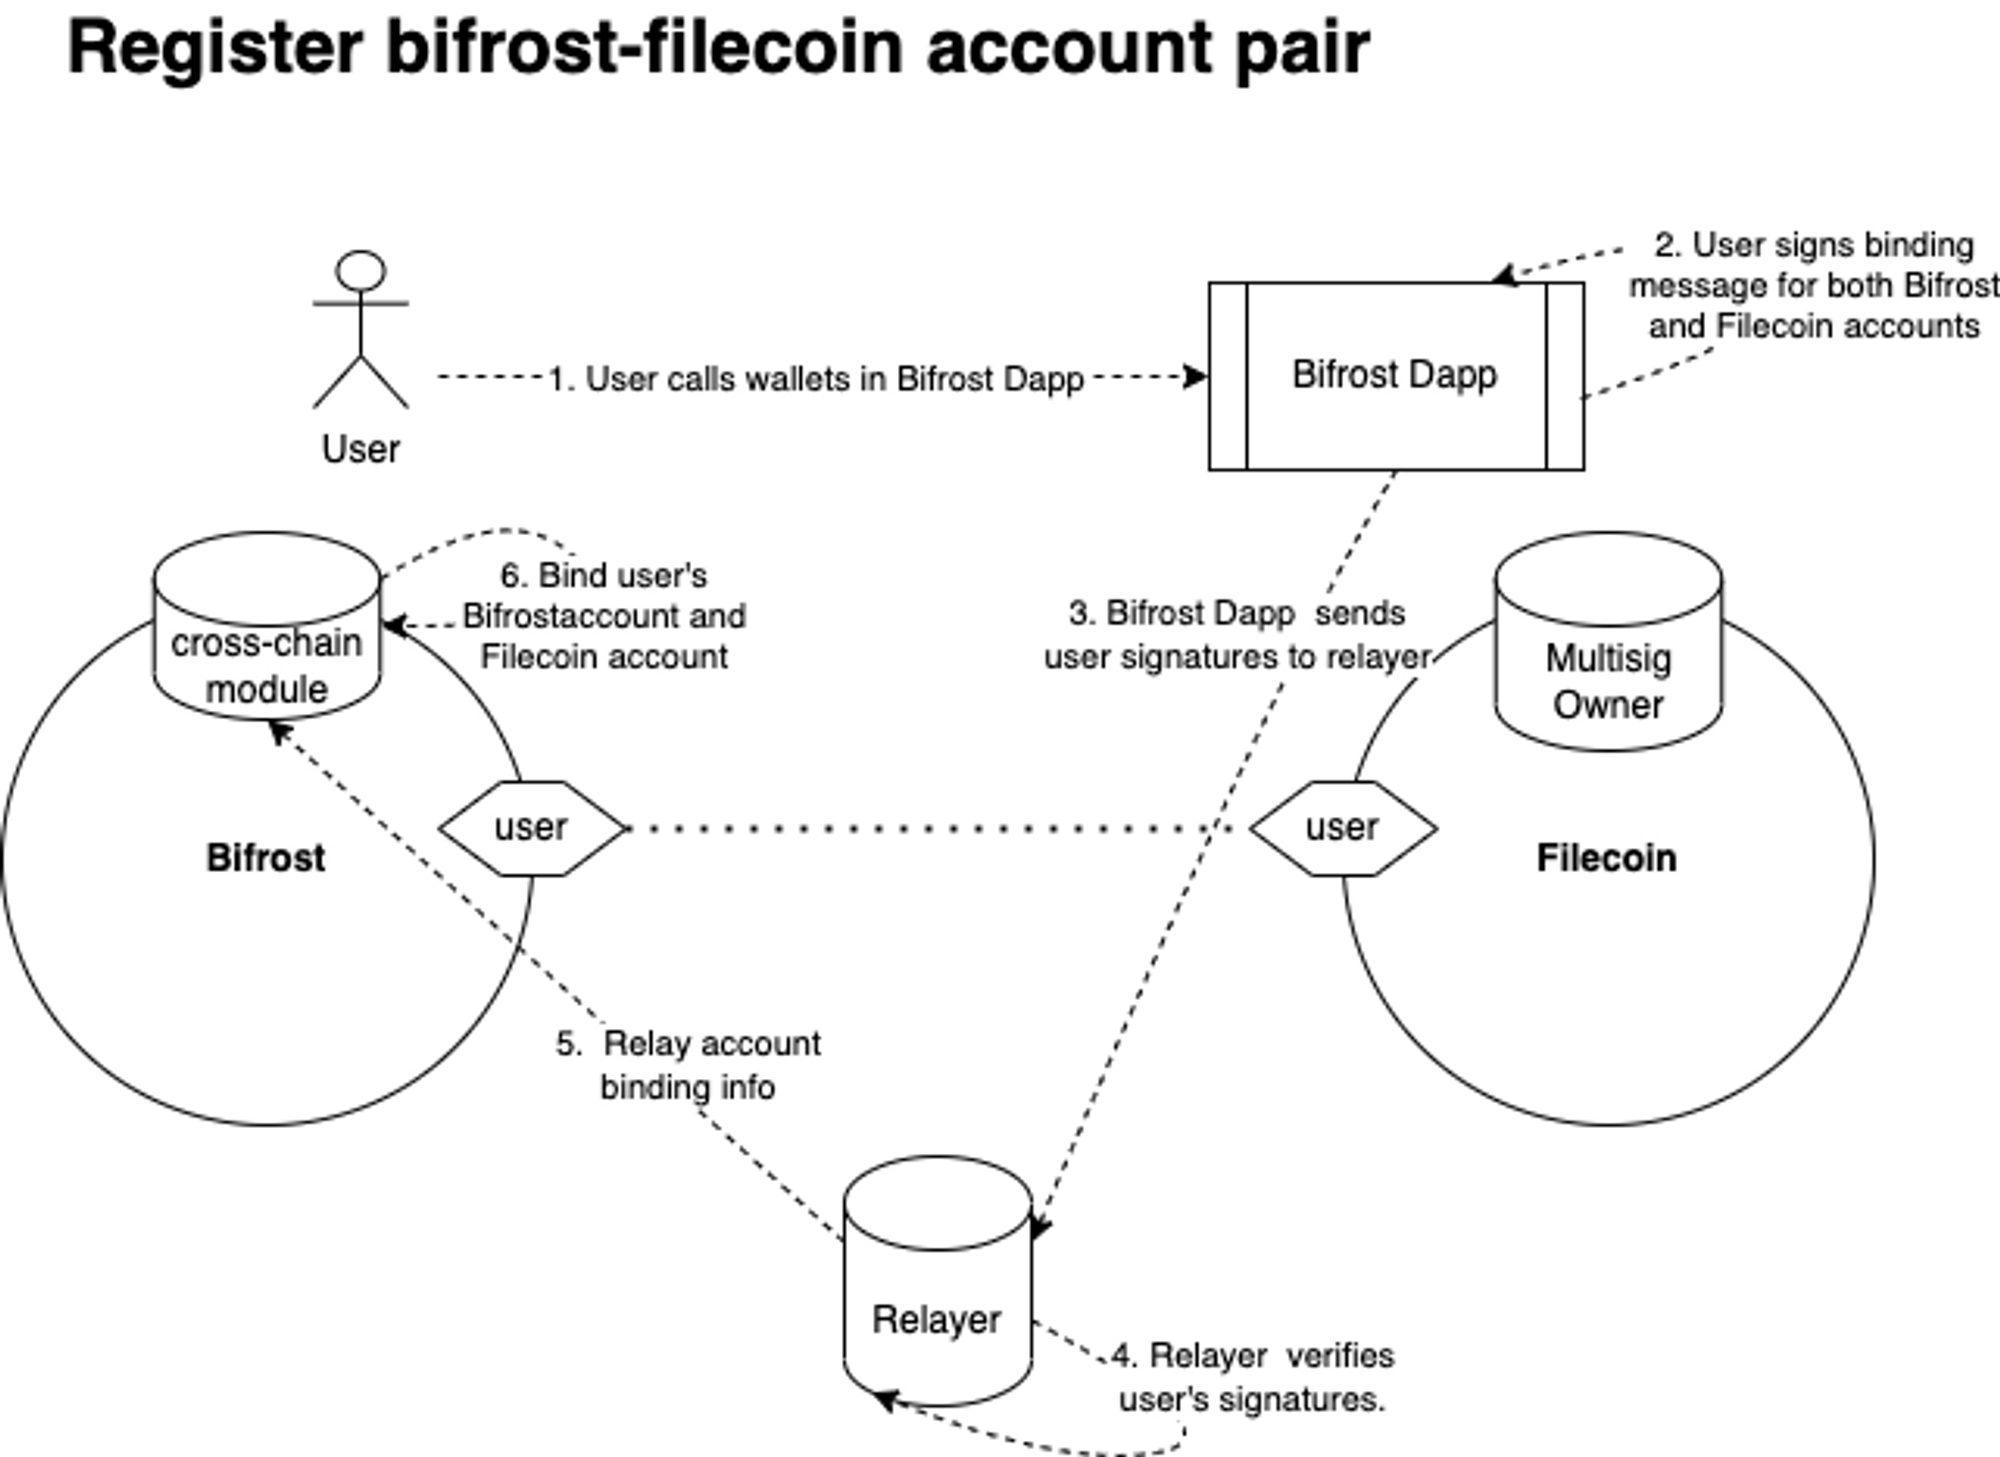 Register bifrost-filecoin account pair
2. User signs binding
message for both Bifrost
and Filecoin accounts
1. User calls wallets in Bifrost Dapp
Bifrost Dapp
User
6. Bind user's
Bifrostaccount and
Filecoin account
cross-chain
module
3. Bifrost Dapp  sends
user signatures to relayer
Multisig
Owner
user
user
Bifrost
Filecoin
5.  Relay account
binding info
Relayer
4. Relayer  verifies
user's signatures.